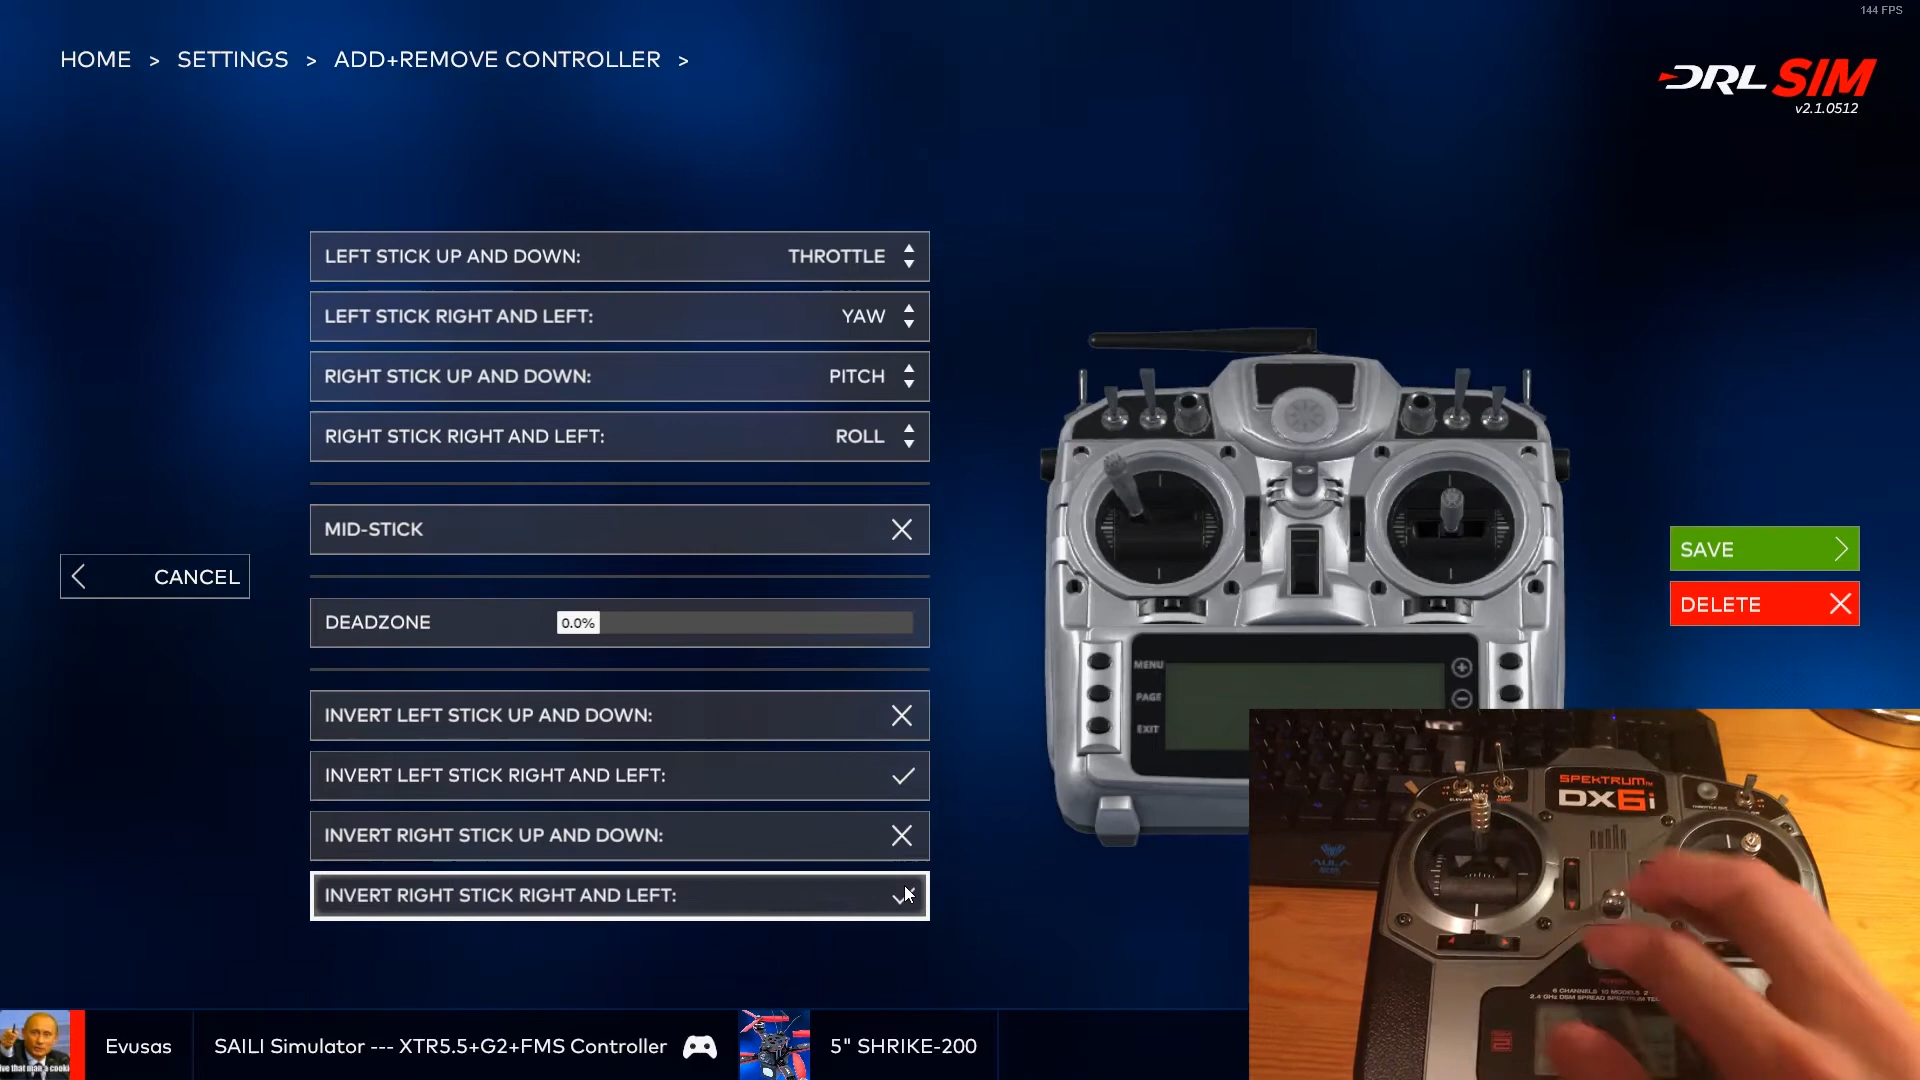 144 FPS
HOME > SETTINGS > ADD+REMOVE CONTROLLER >
DRL SIM
v2.1.0512
LEFT STICK UP AND DOWN: THROTTLE
LEFT STICK RIGHT AND LEFT: YAW
RIGHT STICK UP AND DOWN: PITCH
RIGHT STICK RIGHT AND LEFT: ROLL
MID-STICK
CANCEL
SAVE
DELETE
DEADZONE 0.0%
MENU
PAGE
EXIT
INVERT LEFT STICK UP AND DOWN:
INVERT LEFT STICK RIGHT AND LEFT:
INVERT RIGHT STICK UP AND DOWN:
INVERT RIGHT STICK RIGHT AND LEFT:
SPEKTRUM
DX6i
AULA
Evusas
SAILI Simulator --- XTR5.5+G2+FMS Controller
5" SHRIKE-200